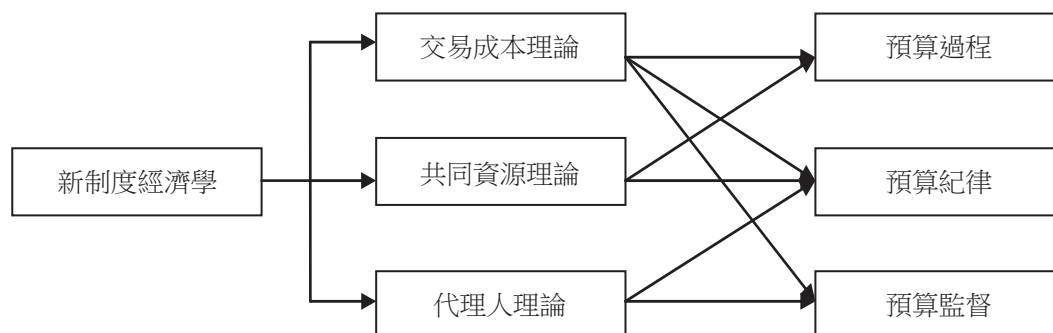 交易成本理論
預算過程
新制度經濟學
共同資源理論
預算紀律
代理人理論
預算監督